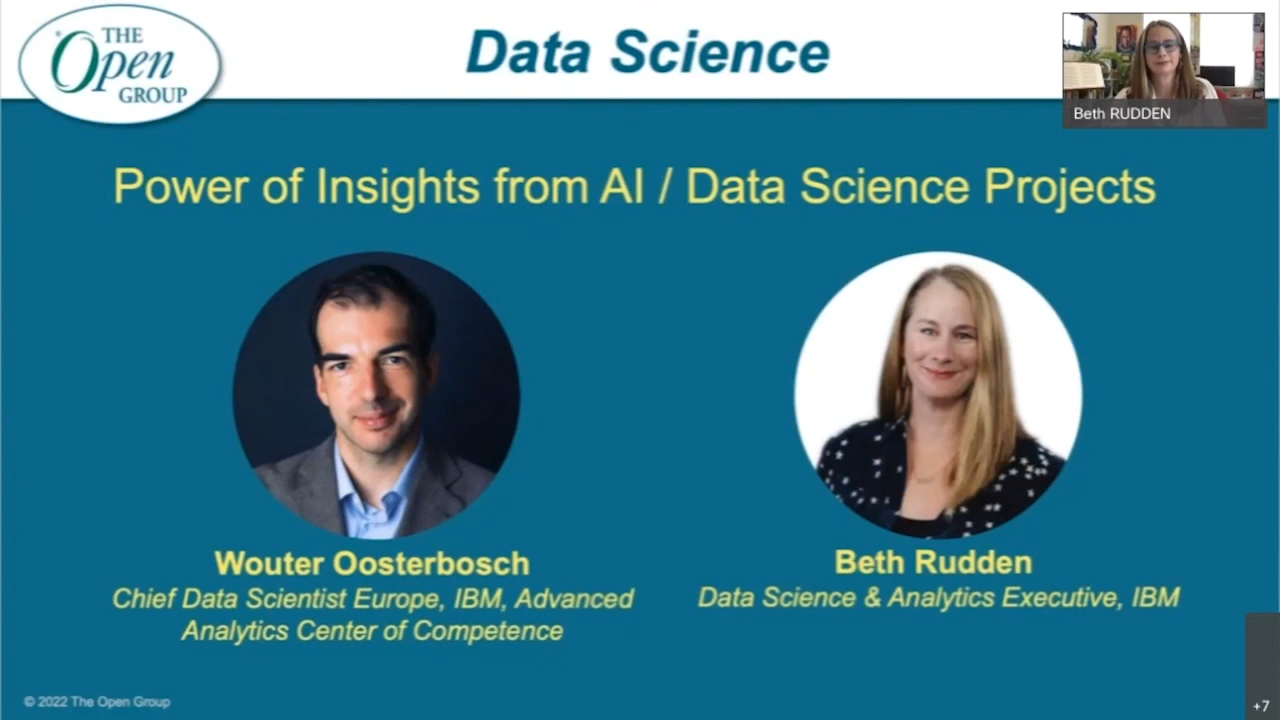 THE
Open
GROUP
Data Science
Beth RUDDEN
Power of Insights from AI / Data Science Projects
Wouter Oosterbosch
Chief Data Scientist Europe, IBM, Advanced
Analytics Center of Competence
Beth Rudden
Data Science & Analytics Executive, IBM
© 2022 The Open Group
+7